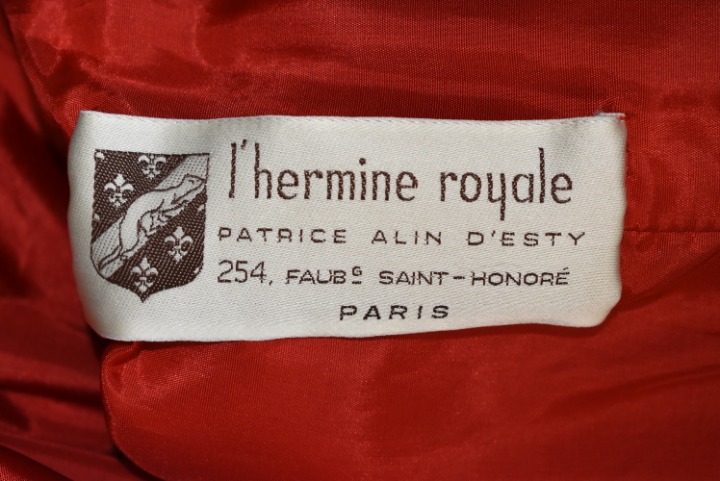 l'hermine royale
PATRICE ALIN D'ESTY
254, FAUBG SAINT-HONORÉ
PARIS